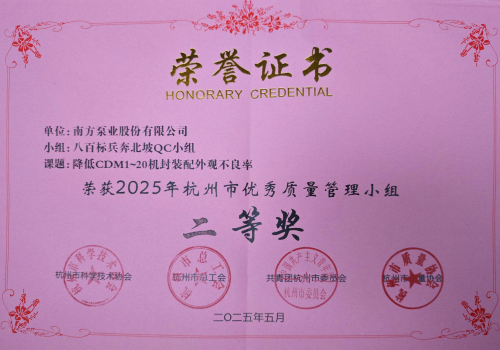 荣誉证书
HONORARY CREDENTIAL
单位：南方泵业股份有限公司
小组：八百标兵奔北坡QC小组
课题：降低CDM1~20机封装配外观不良率
荣获2025年杭州市优秀质量管理小组
二等奖
杭州市科学技术协会 杭州市总工会 共青团杭州市委员会 杭州市质量协会
二〇二五年五月